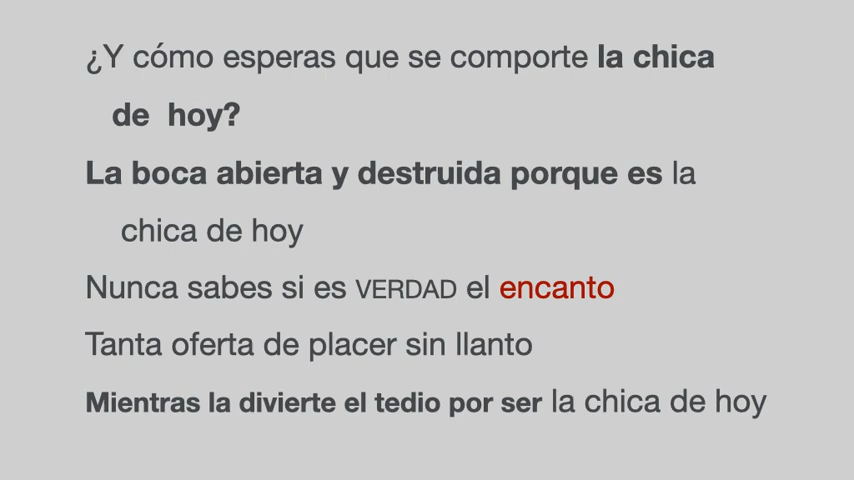 ¿Y cómo esperas que se comporte la chica
de hoy?
La boca abierta y destruida porque es la
chica de hoy
Nunca sabes si es VERDAD el encanto
Tanta oferta de placer sin llanto
Mientras la divierte el tedio por ser la chica de hoy